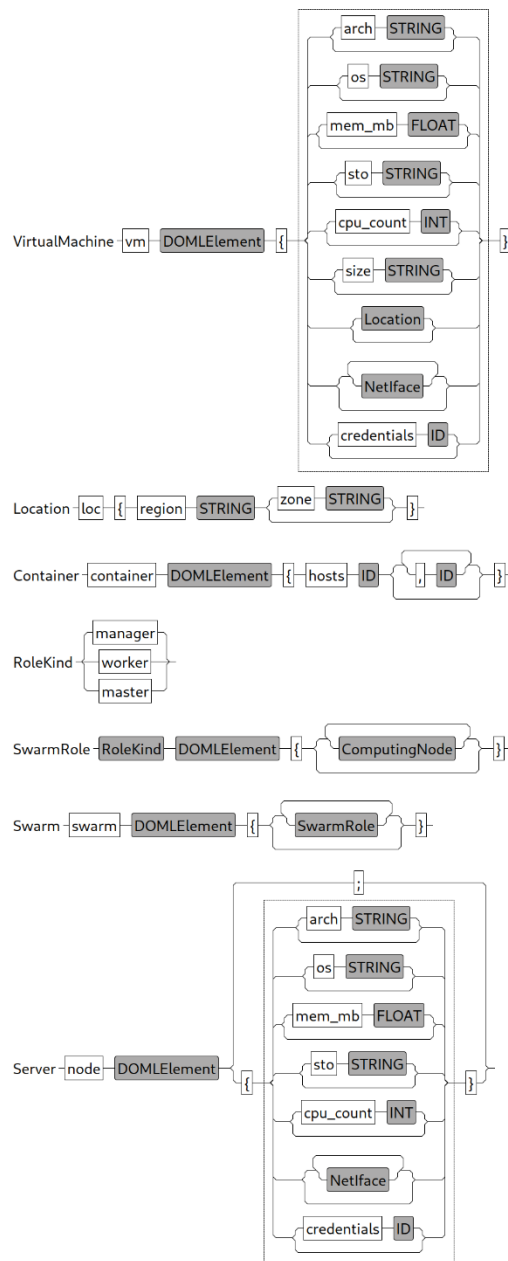 arch STRING
os STRING
mem_mb FLOAT
sto STRING
cpu_count INT
VirtualMachine vm DOMLElement { }
size STRING
Location
NetIface
credentials ID
Location loc { region STRING zone STRING }
Container container DOMLElement { hosts ID , ID }
manager
RoleKind worker
master
SwarmRole RoleKind DOMLElement { ComputingNode }
Swarm swarm DOMLElement { SwarmRole }
;
arch STRING
os STRING
mem_mb FLOAT
Server node DOMLElement
{ sto STRING }
cpu_count INT
NetIface
credentials ID